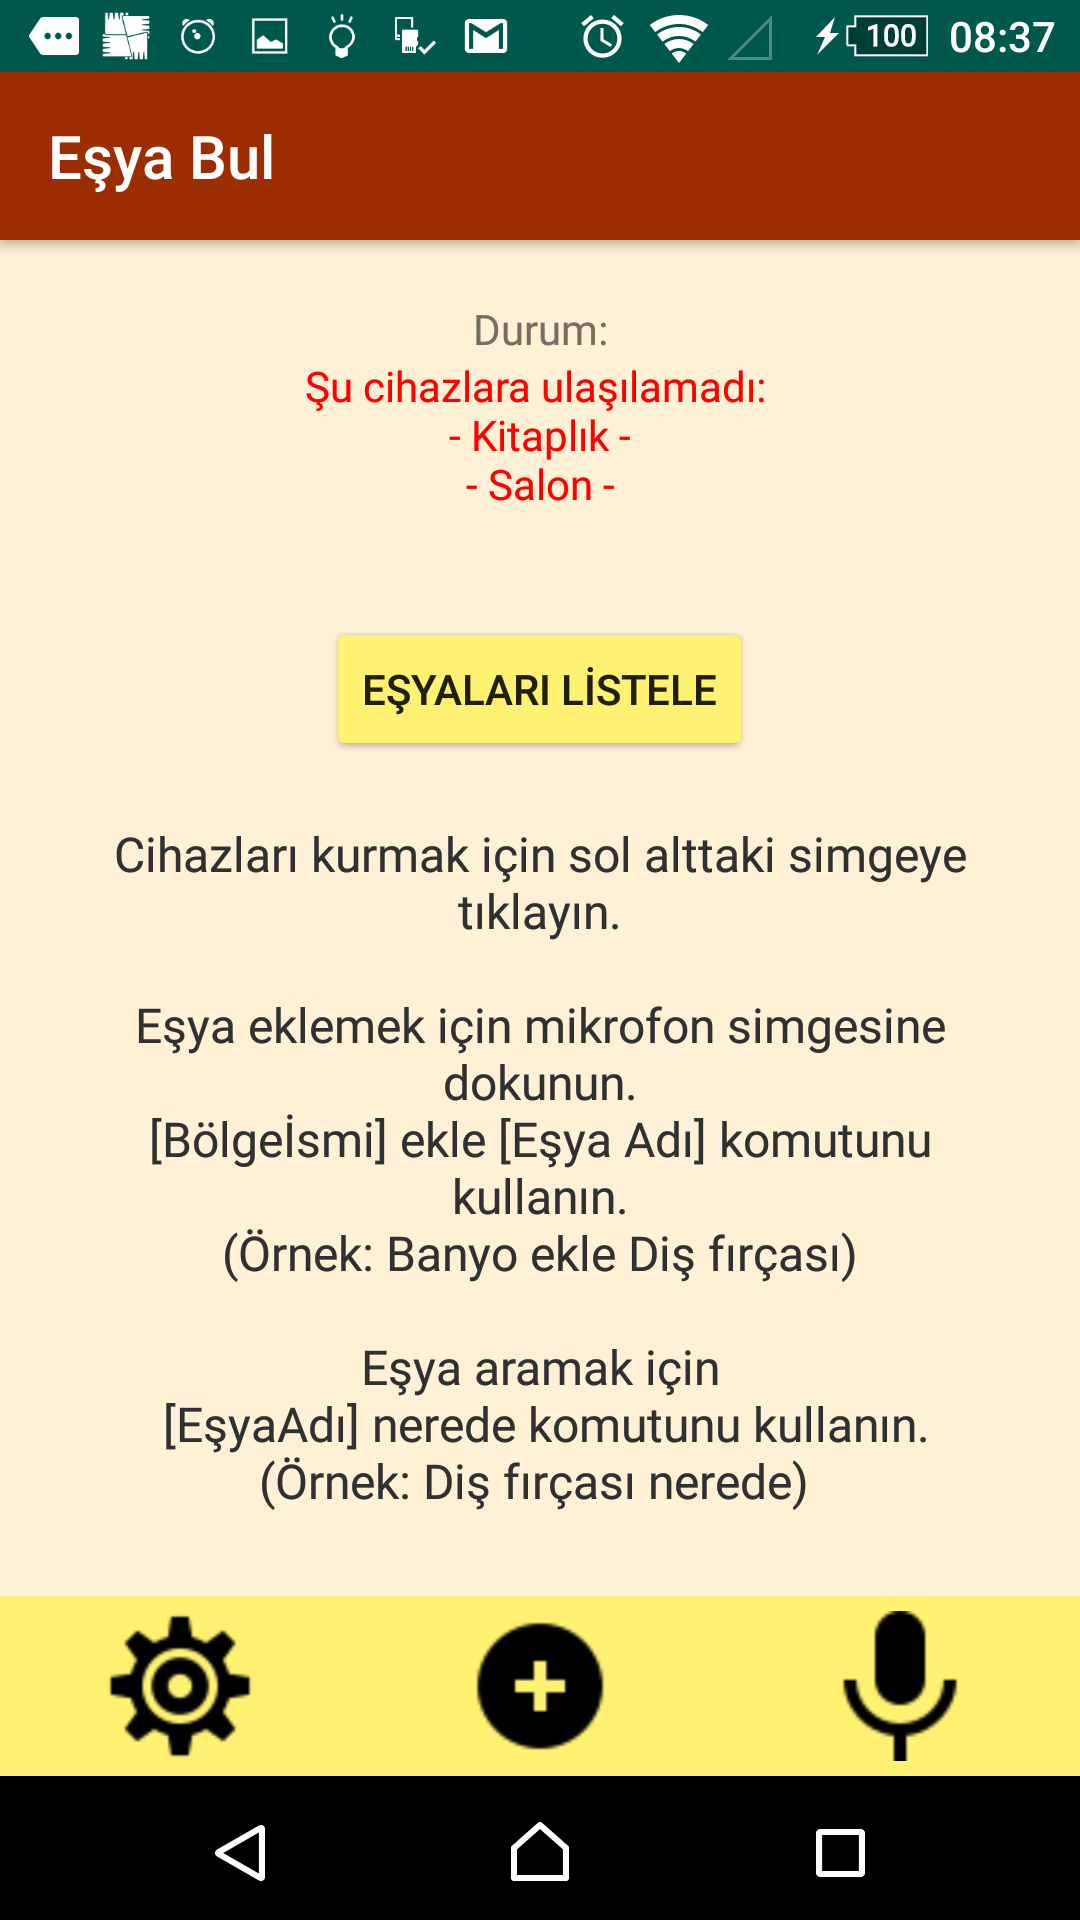 100 08:37
Eşya Bul
Durum:
Şu cihazlara ulaşılamadı:
- Kitaplık -
- Salon -
EŞYALARI LİSTELE
Cihazları kurmak için sol alttaki simgeye
tıklayın.
Eşya eklemek için mikrofon simgesine
dokunun.
[Bölgeİsmi] ekle [Eşya Adı] komutunu
kullanın.
(Örnek: Banyo ekle Diş fırçası)
Eşya aramak için
[EşyaAdı] nerede komutunu kullanın.
(Örnek: Diş fırçası nerede)